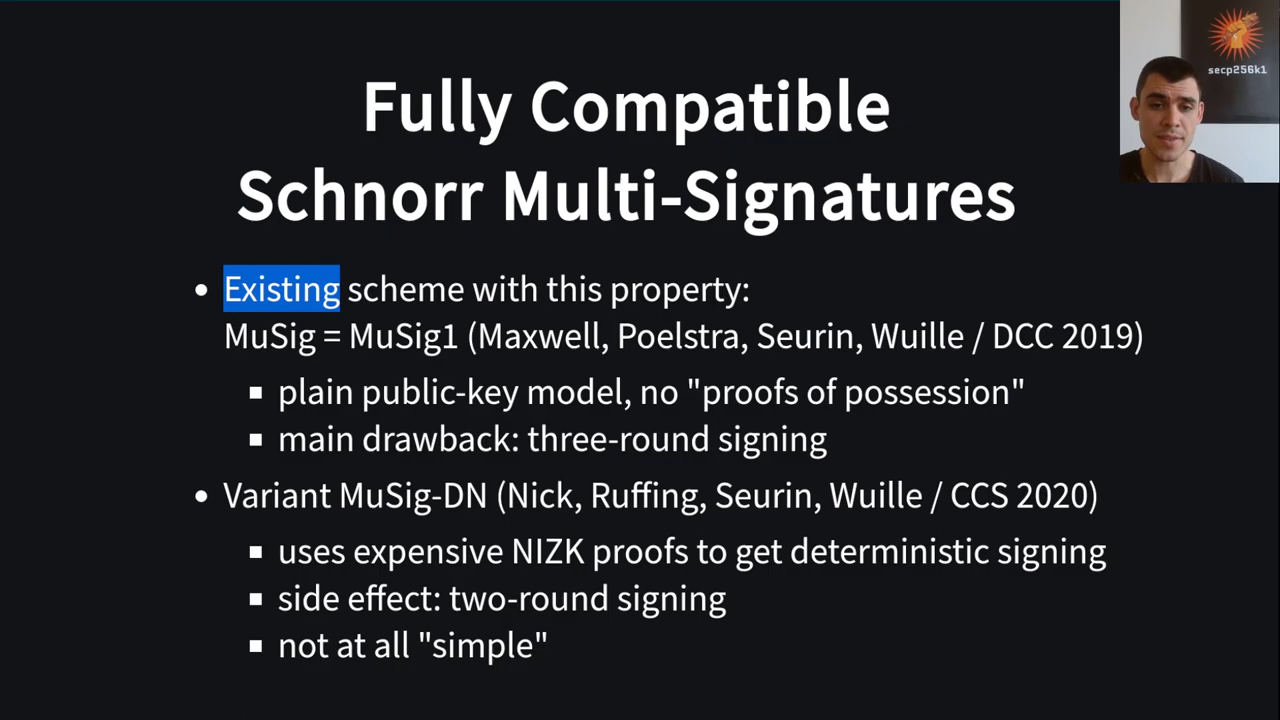 secp256k1
Fully Compatible
Schnorr Multi-Signatures
• Existing scheme with this property:
MuSig = MuSig1 (Maxwell, Poelstra, Seurin, Wuille / DCC 2019)
▪ plain public-key model, no "proofs of possession"
▪ main drawback: three-round signing
• Variant MuSig-DN (Nick, Ruffing, Seurin, Wuille / CCS 2020)
▪ uses expensive NIZK proofs to get deterministic signing
▪ side effect: two-round signing
▪ not at all "simple"